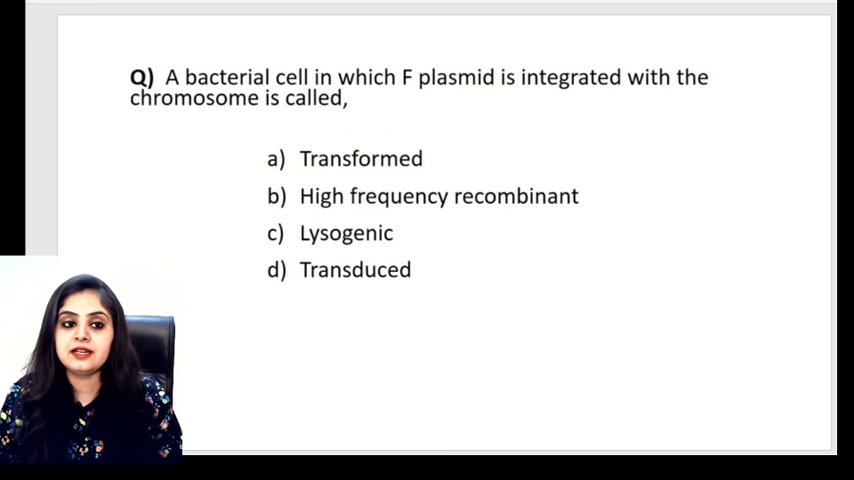 Q) A bacterial cell in which F plasmid is integrated with the
chromosome is called,
a) Transformed
b) High frequency recombinant
c) Lysogenic
d) Transduced